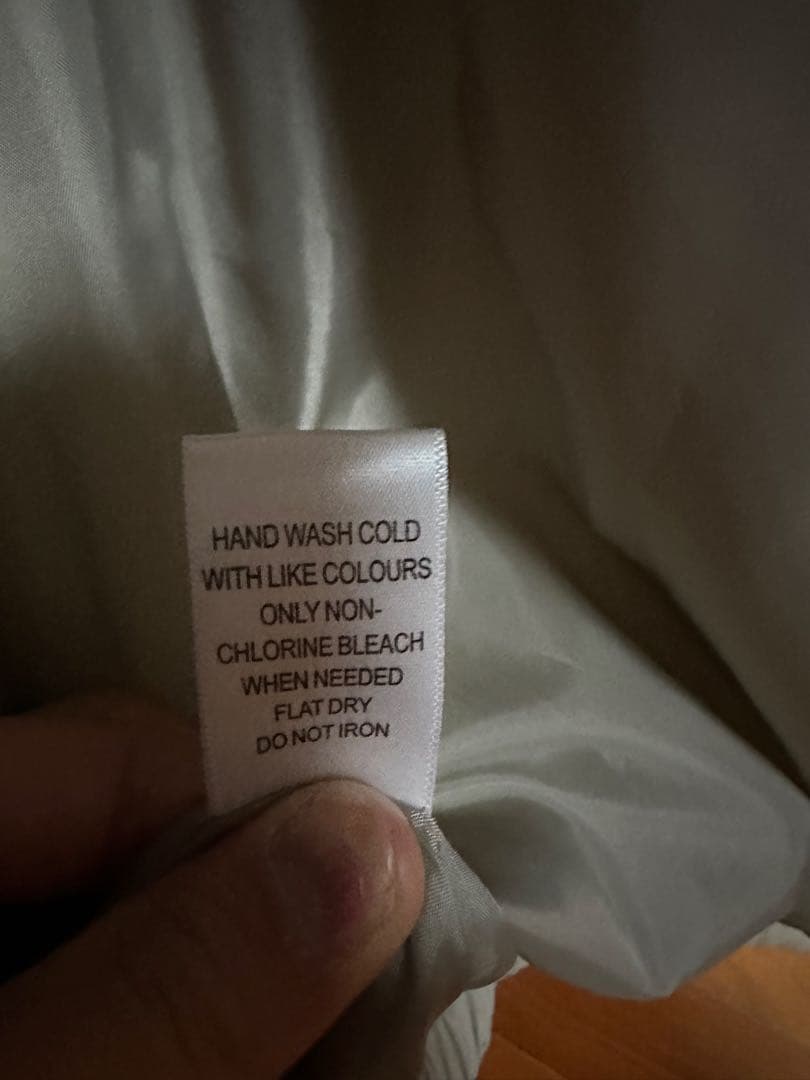 HAND WASH COLD
WITH LIKE COLOURS
ONLY NON-
CHLORINE BLEACH
WHEN NEEDED
FLAT DRY
DO NOT IRON